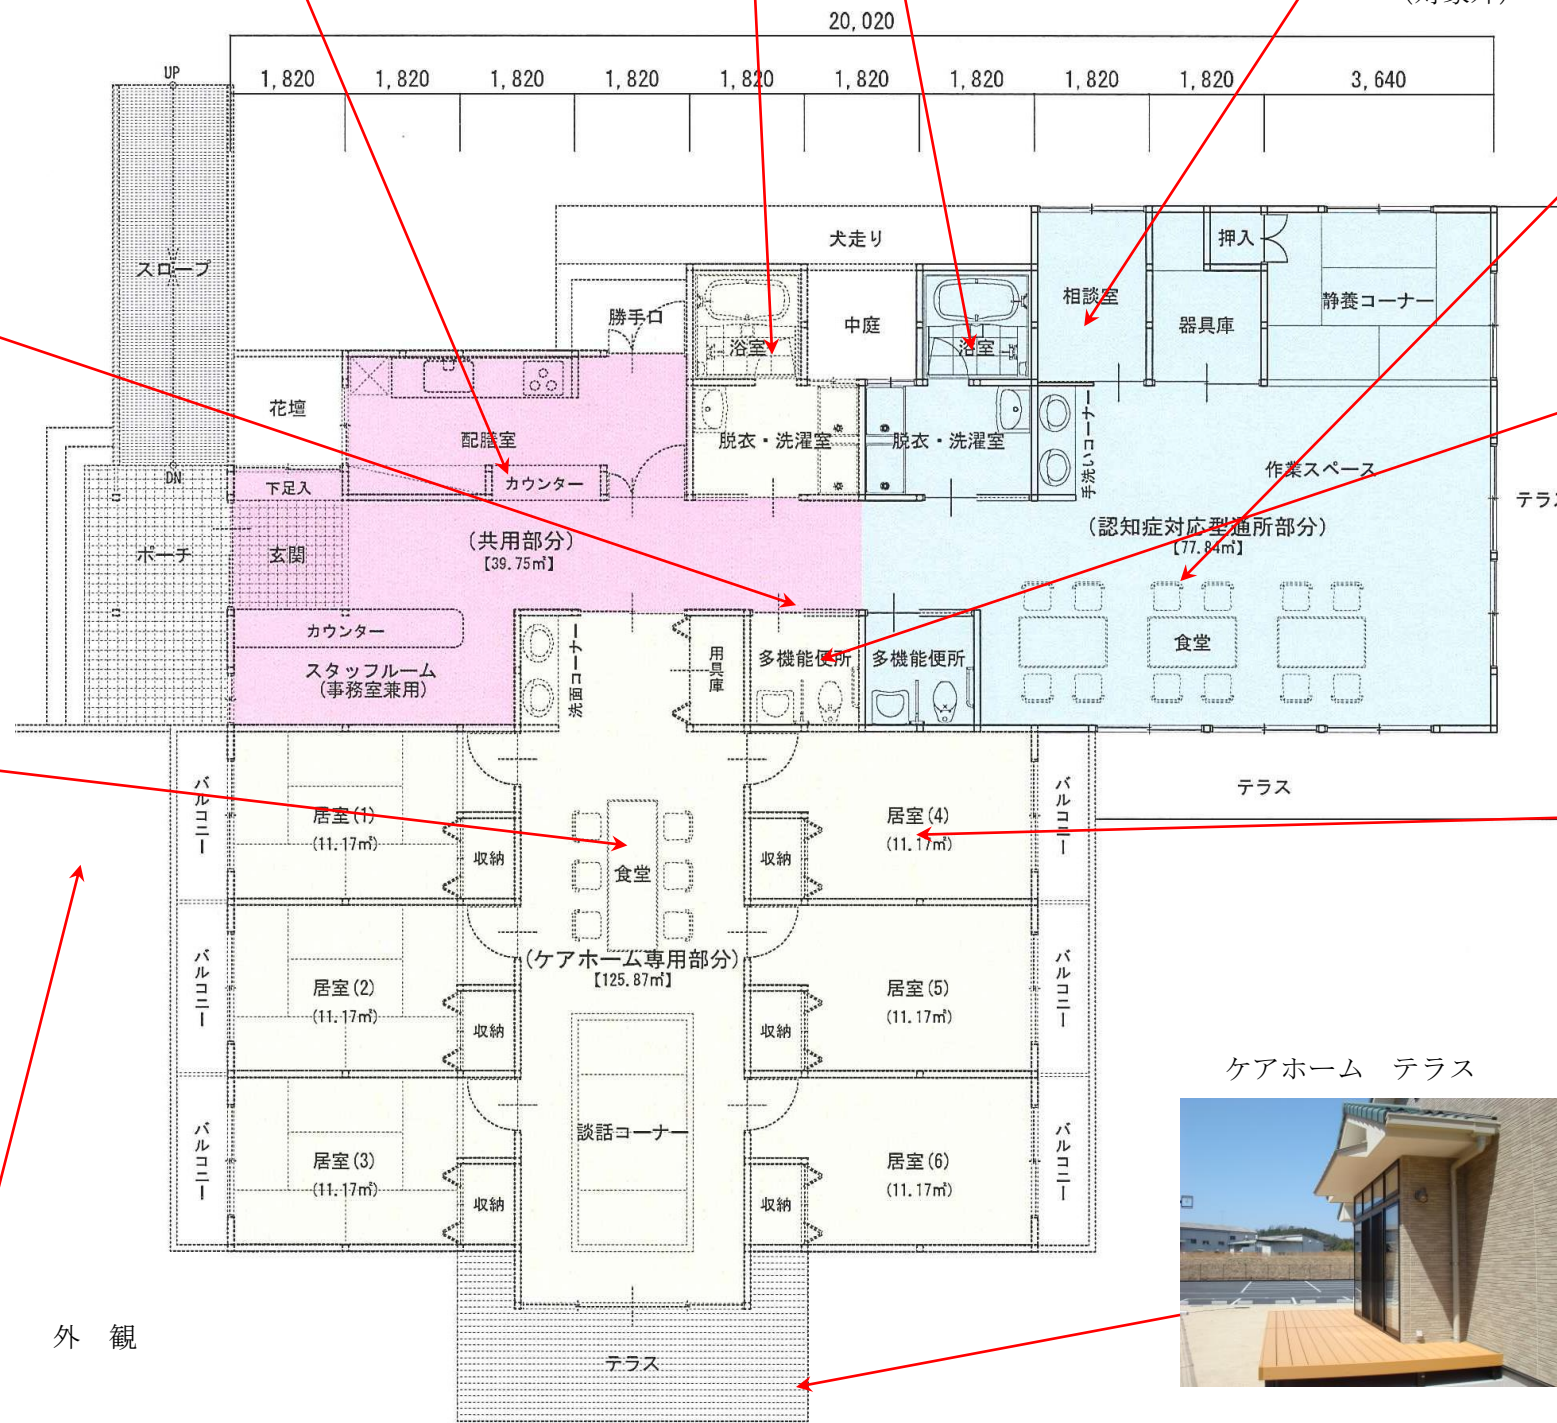 20,020
UP
1,820 1,820 1,820 1,820 1,820 1,820 1,820 1,820 1,820 3,640
犬走り
押入
スロープ
相談室
静養コーナー
勝手口
中庭
器具庫
浴室
浴室
花壇
配膳室
脱衣・洗濯室
脱衣・洗濯室
手洗いコーナー
作業スペース
DN
下足入
カウンター
テラス
(認知症対応型通所部分)
【77.84㎡】
ポーチ
玄関
(共用部分)
【39.75㎡】
カウンター
スタッフルーム
(事務室兼用)
洗面コーナー
用具庫
多機能便所
多機能便所
食堂
バルコニー
居室(1)
(11.17㎡)
収納
食堂
収納
居室(4)
(11.17㎡)
バルコニー
テラス
(ケアホーム専用部分)
【125.87㎡】
バルコニー
居室(2)
(11.17㎡)
収納
収納
居室(5)
(11.17㎡)
バルコニー
ケアホーム テラス
バルコニー
居室(3)
(11.17㎡)
収納
談話コーナー
収納
居室(6)
(11.17㎡)
バルコニー
外 観
テラス